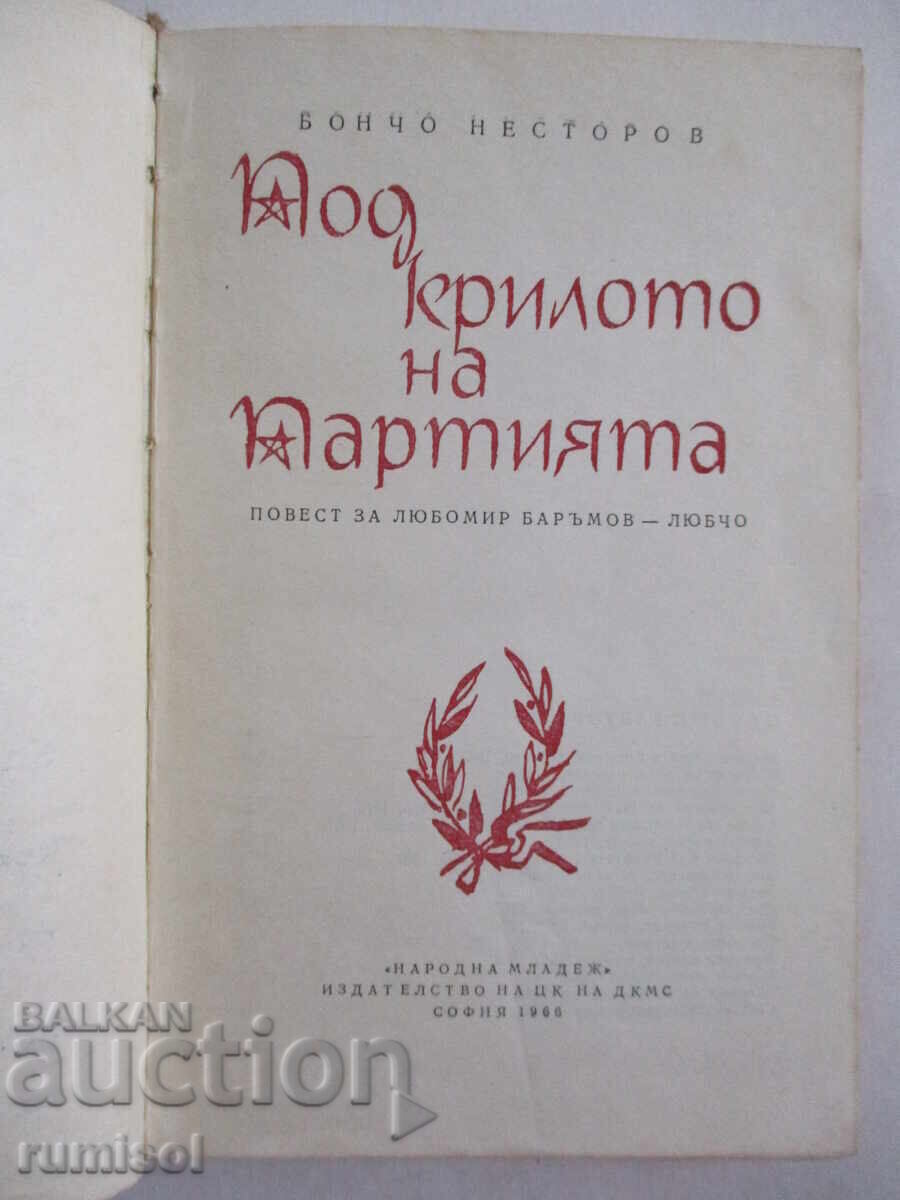 БОНЧО НЕСТОРОВ
Под
крилото
на
Партията
ПОВЕСТ ЗА ЛЮБОМИР БАРЪМОВ — ЛЮБЧО
«НАРОДНА МЛАДЕЖ»
ИЗДАТЕЛСТВО НА ЦК НА ДКМС
СОФИЯ 1966
BALKAN
auction
rumisol